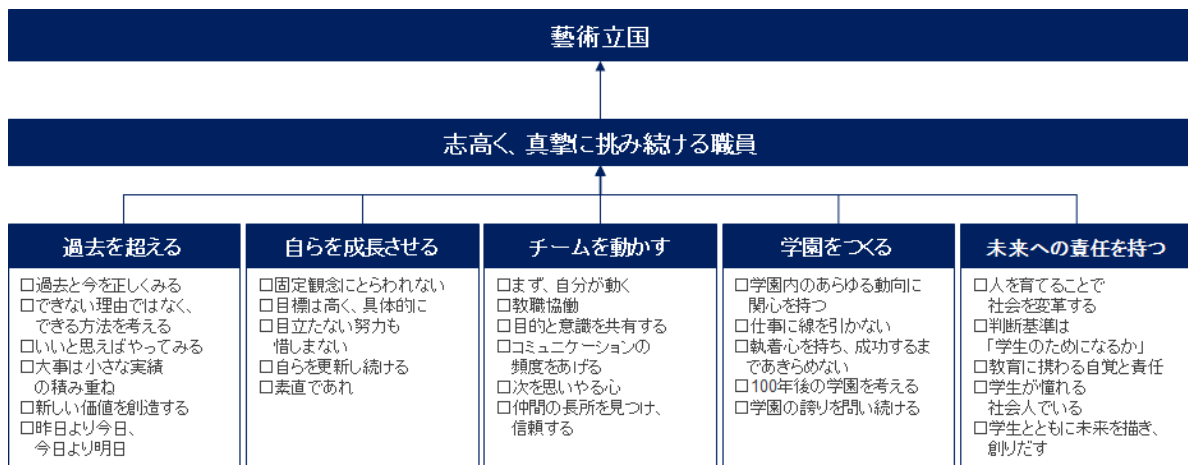 藝術立国
志高く、真摯に挑み続ける職員
過去を超える
□過去と今を正しくみる
□できない理由ではなく、
できる方法を考える
□いいと思えばやってみる
□大事は小さな実績
の積み重ね
□新しい価値を創造する
□昨日より今日、
今日より明日
自らを成長させる
□固定観念にとらわれない
□目標は高く、具体的に
□目立たない努力も
惜しまない
□自らを更新し続ける
□素直であれ
チームを動かす
□まず、自分が動く
□教職協働
□目的と意識を共有する
□コミュニケーションの
頻度をあげる
□次を思いやる心
□仲間の長所を見つけ、
信頼する
学園をつくる
□学園内のあらゆる動向に
関心を持つ
□仕事に線を引かない
□執着心を持ち、成功するま
であきらめない
□100年後の学園を考える
□学園の誇りを問い続ける
未来への責任を持つ
□人を育てることで
社会を変革する
□判断基準は
「学生のためになるか」
□教育に携わる自覚と責任
□学生が憧れる
社会人でいる
□学生とともに未来を描き、
創りだす